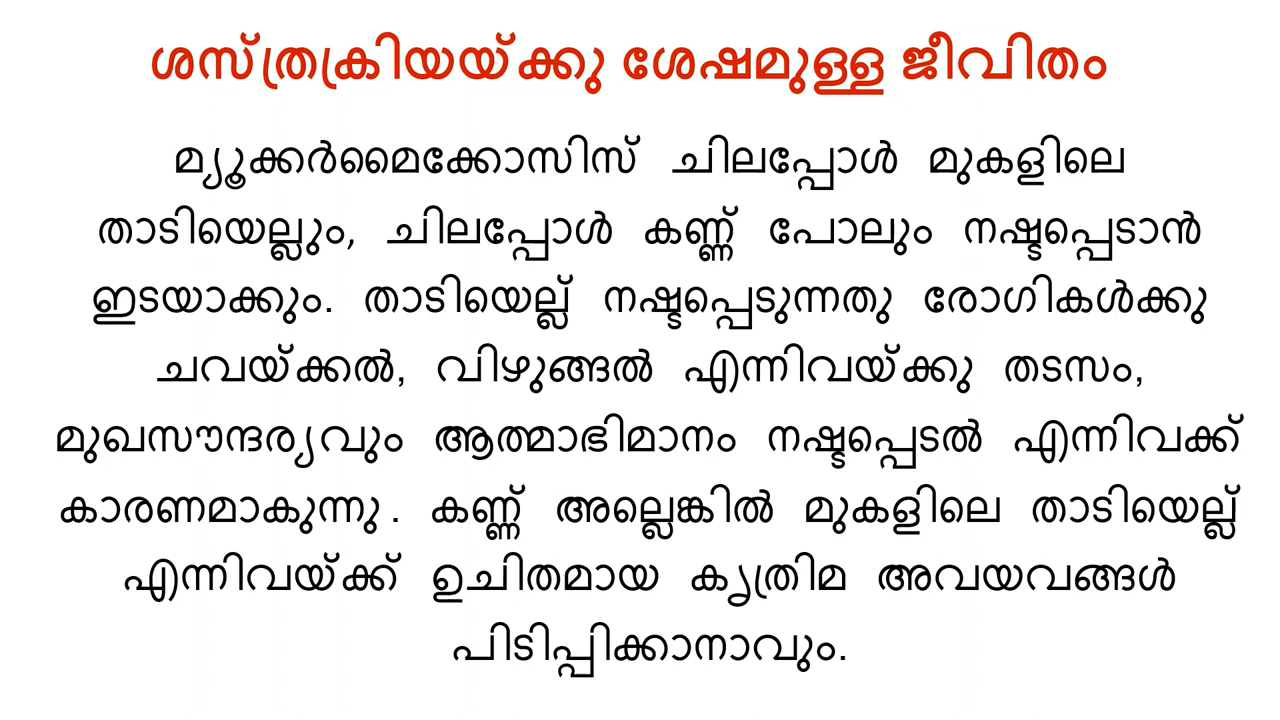 ശസ്ത്രക്രിയയ്ക്കു ശേഷമുള്ള ജീവിതം
മ്യൂക്കർമൈക്കോസിസ് ചിലപ്പോൾ മുകളിലെ
താടിയെല്ലും, ചിലപ്പോൾ കണ്ണ് പോലും നഷ്ടപ്പെടാൻ
ഇടയാക്കും. താടിയെല്ല് നഷ്ടപ്പെടുന്നതു രോഗികൾക്കു
ചവയ്ക്കൽ, വിഴുങ്ങൽ എന്നിവയ്ക്കു തടസം,
മുഖസൗന്ദര്യവും ആത്മാഭിമാനം നഷ്ടപ്പെടൽ എന്നിവക്ക്
കാരണമാകുന്നു. കണ്ണ് അല്ലെങ്കിൽ മുകളിലെ താടിയെല്ല്
എന്നിവയ്ക്ക് ഉചിതമായ കൃത്രിമ അവയവങ്ങൾ
പിടിപ്പിക്കാനാവും.